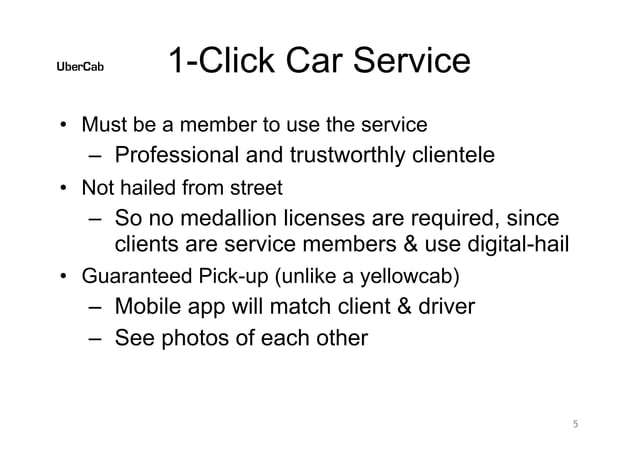 UberCab
1-Click Car Service
• Must be a member to use the service
– Professional and trustworthly clientele
• Not hailed from street
– So no medallion licenses are required, since
clients are service members & use digital-hail
• Guaranteed Pick-up (unlike a yellowcab)
– Mobile app will match client & driver
– See photos of each other
5